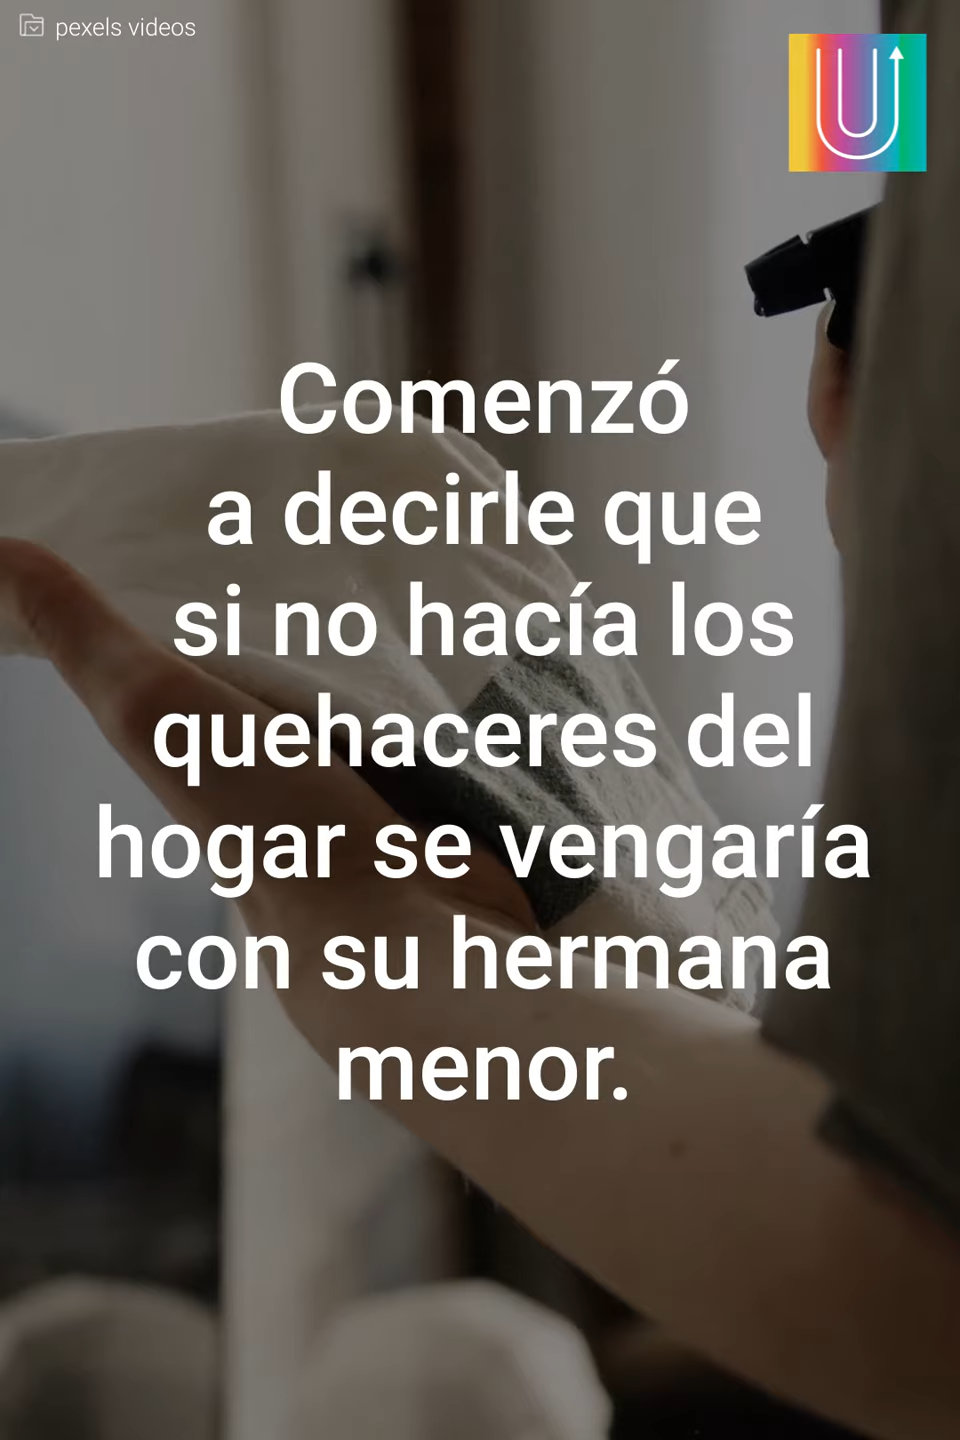 pexels videos
U
Comenzó
a decirle que
si no hacía los
quehaceres del
hogar se vengaría
con su hermana
menor.